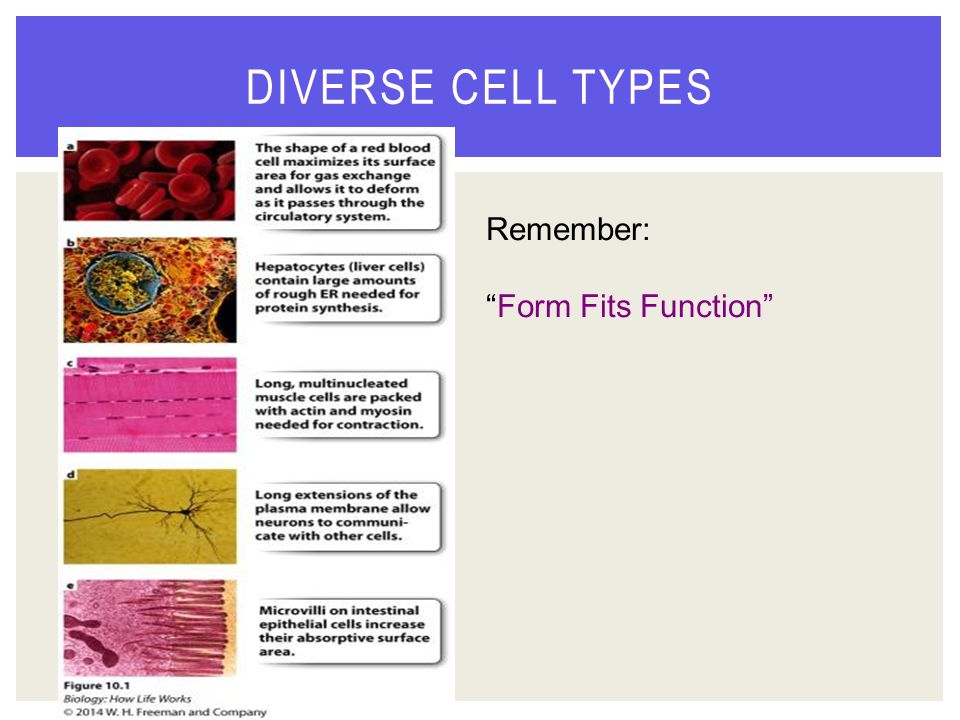 DIVERSE CELL TYPES
a
The shape of a red blood
cell maximizes its surface
area for gas exchange
and allows it to deform
as it passes through the
circulatory system.
b
Hepatocytes (liver cells)
contain large amounts
of rough ER needed for
protein synthesis.
c
Long, multinucleated
muscle cells are packed
with actin and myosin
needed for contraction.
d
Long extensions of the
plasma membrane allow
neurons to communi-
cate with other cells.
e
Microvilli on intestinal
epithelial cells increase
their absorptive surface
area.
Figure 10.1
Biology: How Life Works
© 2014 W. H. Freeman and Company
Remember:
“Form Fits Function”